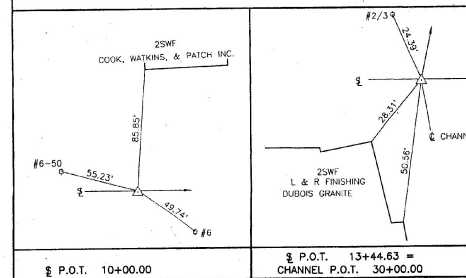 2SWF
COOK, WATKINS, & PATCH INC.
85.85'
#6-50
55.23'
℄
49.74'
#6
℄ P.O.T. 10+00.00
#2/3
24.39'
℄
28.31'
℄ CHANN
50.56'
2SWF
L & R FINISHING
DUBOIS GRANITE
℄ P.O.T. 13+44.63 =
CHANNEL P.O.T. 30+00.00